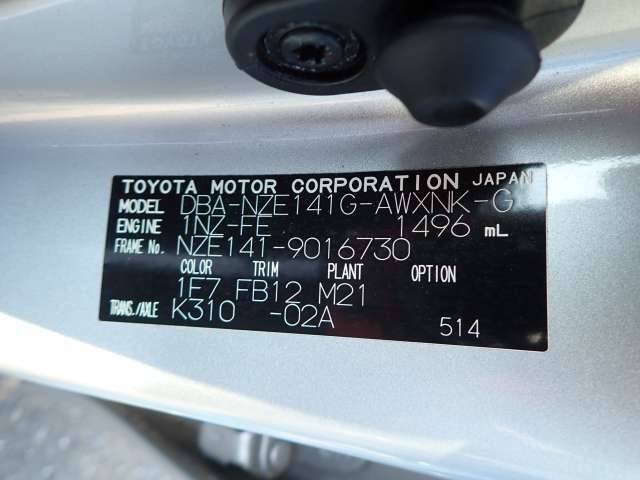 TOYOTA MOTOR CORPORATION JAPAN
MODEL DBA-NZE141G-AWXNK-G
ENGINE 1NZ-FE 1496 mL
FRAME No. NZE141-9016730
COLOR TRIM PLANT OPTION
1F7 FB12 M21
TRANS./AXLE K310 -02A
514